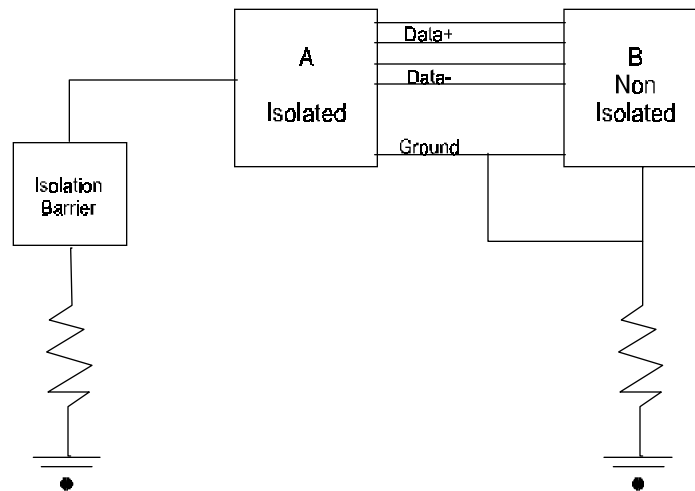 A
Isolated
Data+
Data-
Ground
B
Non
Isolated
Isolation
Barrier